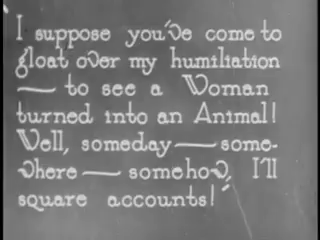 I suppose you've come to
gloat over my humiliation
— to see a Woman
turned into an Animal!
Well, someday — some-
where — somehow, I'll
square accounts!